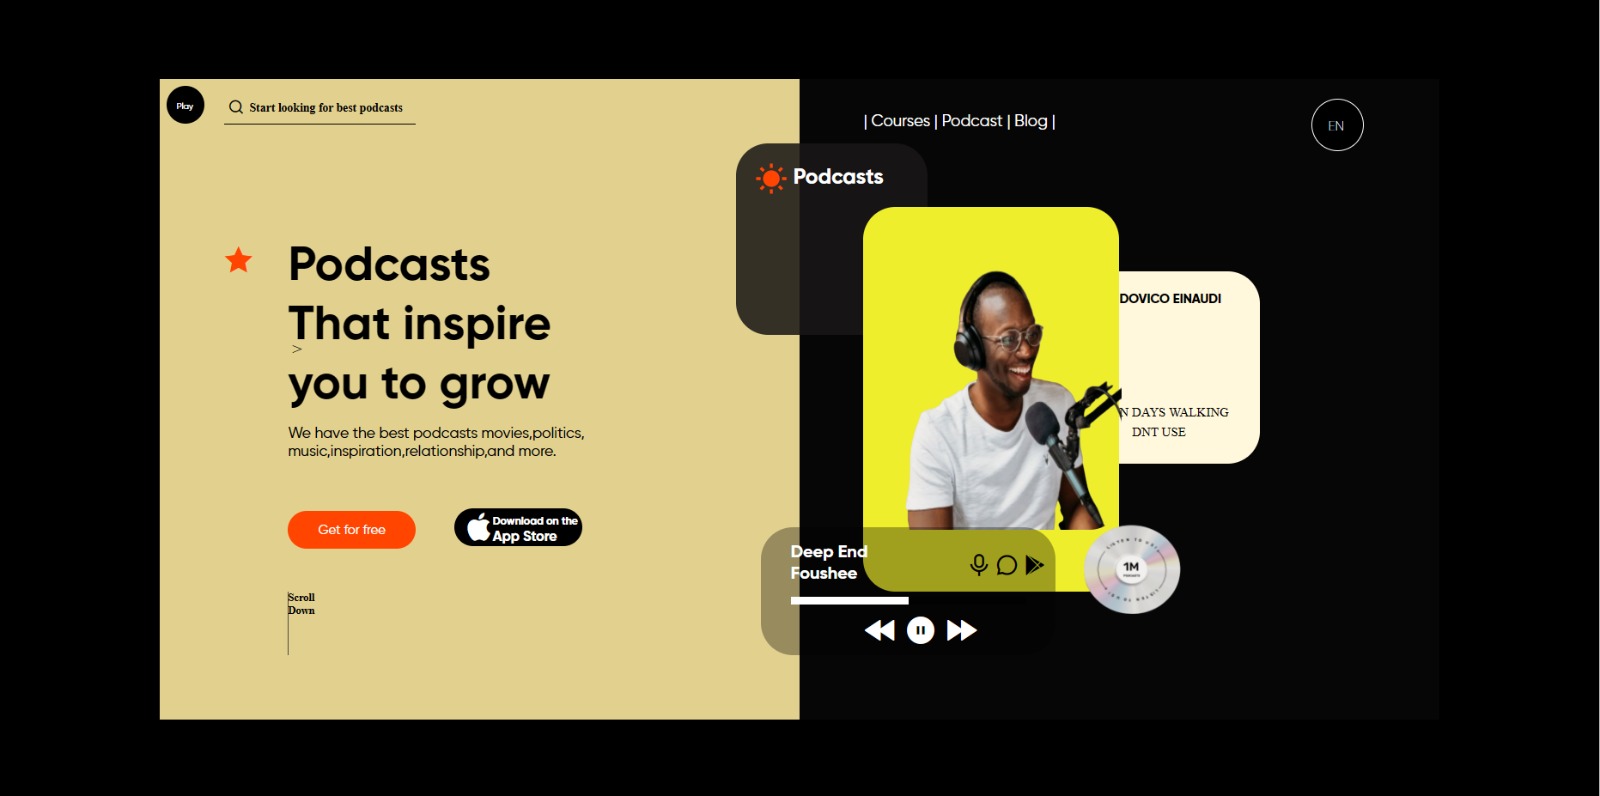 Play
Start looking for best podcasts
| Courses | Podcast | Blog |
EN
Podcasts
Podcasts
That inspire
>
you to grow
We have the best podcasts movies,politics,
music,inspiration,relationship,and more.
Get for free
Download on the
App Store
Scroll
Down
DOVICO EINAUDI
N DAYS WALKING
DNT USE
Deep End
Foushee
1M
PODCASTS